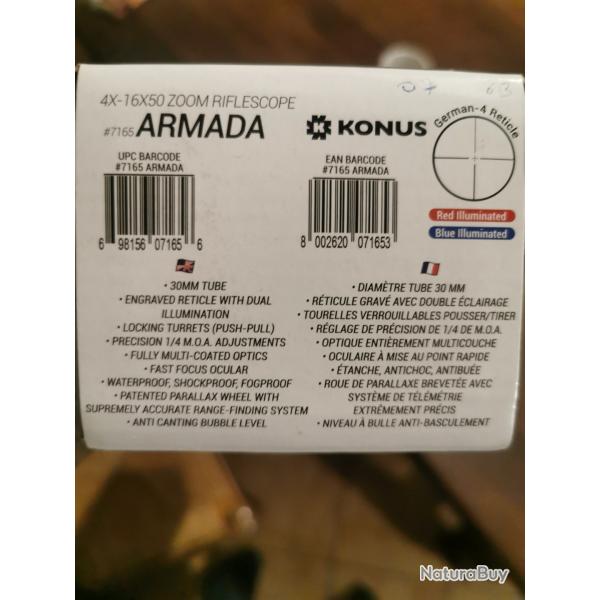 07 63
4X-16X50 ZOOM RIFLESCOPE
#7165 ARMADA
KONUS
German-4 Reticle
UPC BARCODE
#7165 ARMADA
6 98156 07165 6
EAN BARCODE
#7165 ARMADA
8 002620 071653
Red Illuminated
Blue Illuminated
• 30MM TUBE
• ENGRAVED RETICLE WITH DUAL
ILLUMINATION
• LOCKING TURRETS (PUSH-PULL)
• PRECISION 1/4 M.O.A. ADJUSTMENTS
• FULLY MULTI-COATED OPTICS
• FAST FOCUS OCULAR
• WATERPROOF, SHOCKPROOF, FOGPROOF
• PATENTED PARALLAX WHEEL WITH
SUPREMELY ACCURATE RANGE-FINDING SYSTEM
• ANTI CANTING BUBBLE LEVEL
• DIAMÈTRE TUBE 30 MM
• RÉTICULE GRAVÉ AVEC DOUBLE ÉCLAIRAGE
• TOURELLES VERROUILLABLES POUSSER/TIRER
• RÉGLAGE DE PRÉCISION DE 1/4 DE M.O.A.
• OPTIQUE ENTIÈREMENT MULTICOUCHE
• OCULAIRE À MISE AU POINT RAPIDE
• ÉTANCHE, ANTICHOC, ANTIBUÉE
• ROUE DE PARALLAXE BREVETÉE AVEC
SYSTÈME DE TÉLÉMÉTRIE
EXTRÊMEMENT PRÉCIS
• NIVEAU À BULLE ANTI-BASCULEMENT
NaturaBuy